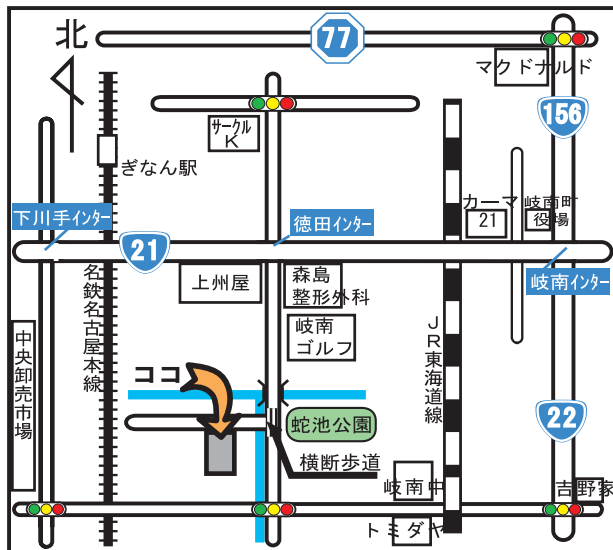 北
77
マクドナルド
156
サークル
K
ぎなん駅
カーマ
21
岐南町
役場
下川手インター
徳田インター
21
岐南インター
上州屋
森島
整形外科
岐南
ゴルフ
名鉄名古屋本線
JR東海道線
中央卸売市場
ココ
蛇池公園
22
横断歩道
岐南中
吉野家
トミダヤ